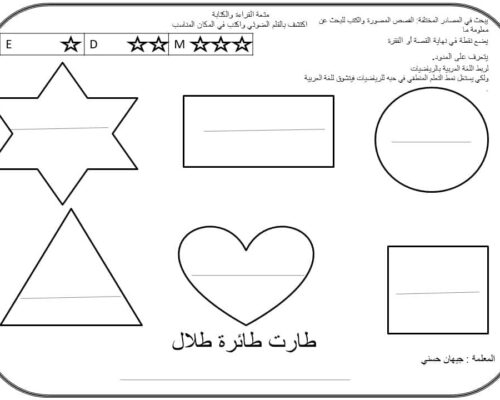 متعة القراءة والكتابة
اكتشف بالقلم الضوئي واكتب في المكان المناسب
يبحث في المصادر المختلفة: القصص المصورة والكتب للبحث عن
معلومة ما
يضع نقطة في نهاية القصة أو الفقرة
يتعرف على المدود.
لربط اللغة العربية بالرياضيات
ولكي يستغل نمط التعلم المنطقي في حبه للرياضيات فيتشوق للغة العربية
.
E D M
طارت طائرة طلال
المعلمة : جيهان حسني